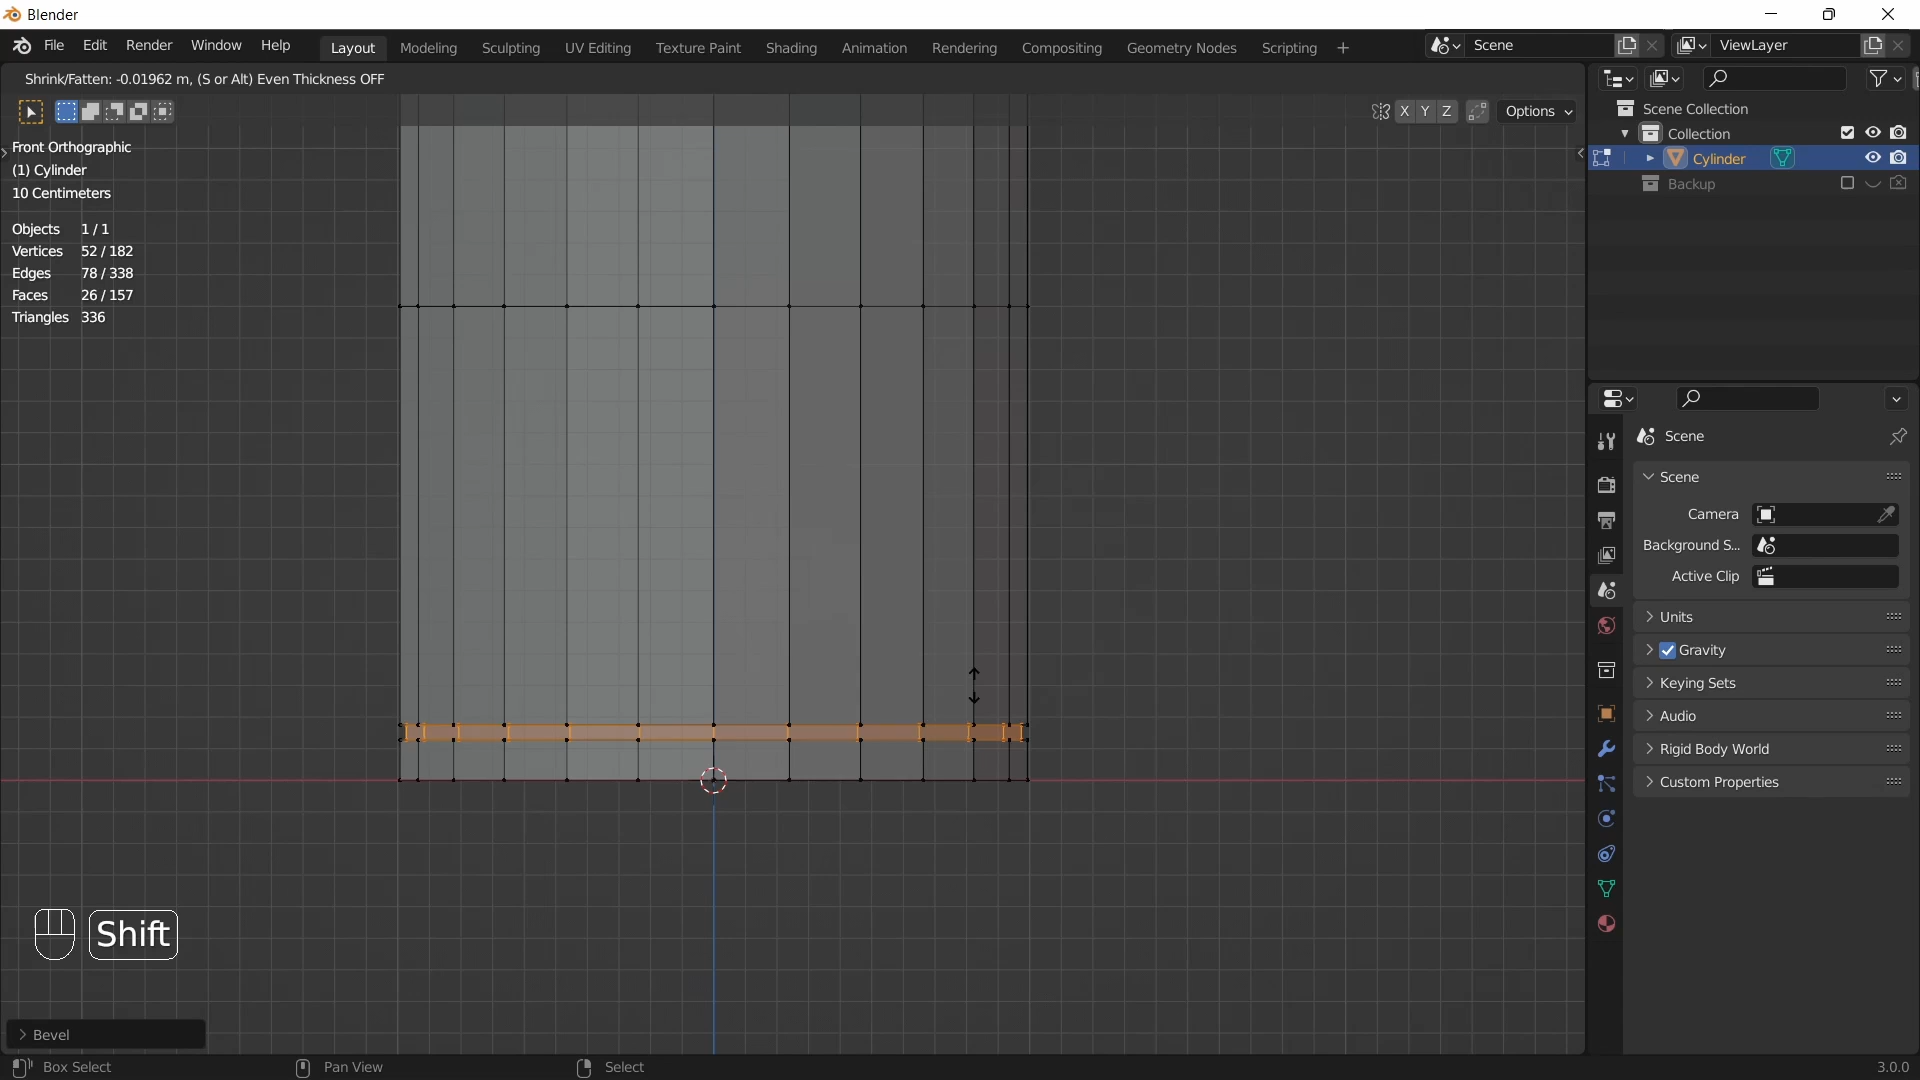 Blender
File Edit Render Window Help Layout Modeling Sculpting UV Editing Texture Paint Shading Animation Rendering Compositing Geometry Nodes Scripting + Scene ViewLayer
Shrink/Fatten: -0.01962 m, (S or Alt) Even Thickness OFF
X Y Z Options
Front Orthographic
(1) Cylinder
10 Centimeters
Objects 1/1
Vertices 52/182
Edges 78/338
Faces 26/157
Triangles 336
Scene Collection
Collection
Cylinder
Backup
Scene
Scene
Camera
Background S...
Active Clip
Units
Gravity
Keying Sets
Audio
Rigid Body World
Custom Properties
Shift
Bevel
Box Select Pan View Select 3.0.0